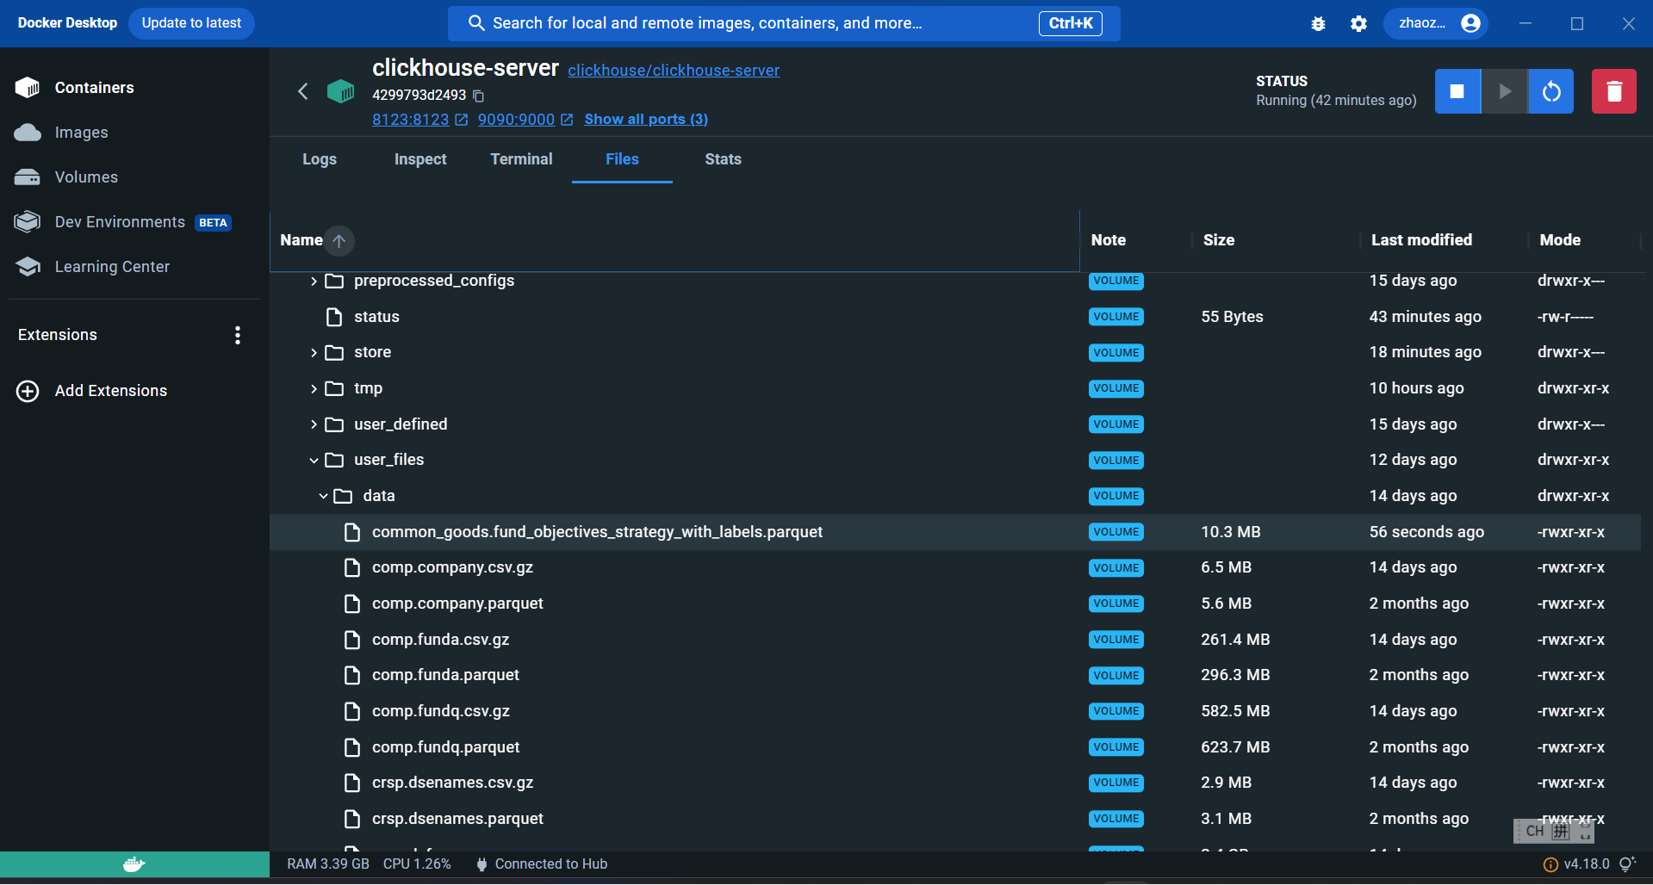 Docker Desktop Update to latest Search for local and remote images, containers, and more... Ctrl+K zhaoz...
Containers
Images
Volumes
Dev Environments BETA
Learning Center
Extensions
Add Extensions
clickhouse-server clickhouse/clickhouse-server
4299793d2493
8123:8123 9090:9000 Show all ports (3)
STATUS
Running (42 minutes ago)
Logs Inspect Terminal Files Stats
Name Note Size Last modified Mode
preprocessed_configs VOLUME 15 days ago drwxr-x---
status VOLUME 55 Bytes 43 minutes ago -rw-r-----
store VOLUME 18 minutes ago drwxr-x---
tmp VOLUME 10 hours ago drwxr-xr-x
user_defined VOLUME 15 days ago drwxr-x---
user_files VOLUME 12 days ago drwxr-xr-x
data VOLUME 14 days ago drwxr-xr-x
common_goods.fund_objectives_strategy_with_labels.parquet VOLUME 10.3 MB 56 seconds ago -rwxr-xr-x
comp.company.csv.gz VOLUME 6.5 MB 14 days ago -rwxr-xr-x
comp.company.parquet VOLUME 5.6 MB 2 months ago -rwxr-xr-x
comp.funda.csv.gz VOLUME 261.4 MB 14 days ago -rwxr-xr-x
comp.funda.parquet VOLUME 296.3 MB 2 months ago -rwxr-xr-x
comp.fundq.csv.gz VOLUME 582.5 MB 14 days ago -rwxr-xr-x
comp.fundq.parquet VOLUME 623.7 MB 2 months ago -rwxr-xr-x
crsp.dsenames.csv.gz VOLUME 2.9 MB 14 days ago -rwxr-xr-x
crsp.dsenames.parquet VOLUME 3.1 MB 2 months ago -rwxr-xr-x
CH 拼
RAM 3.39 GB CPU 1.26% Connected to Hub v4.18.0